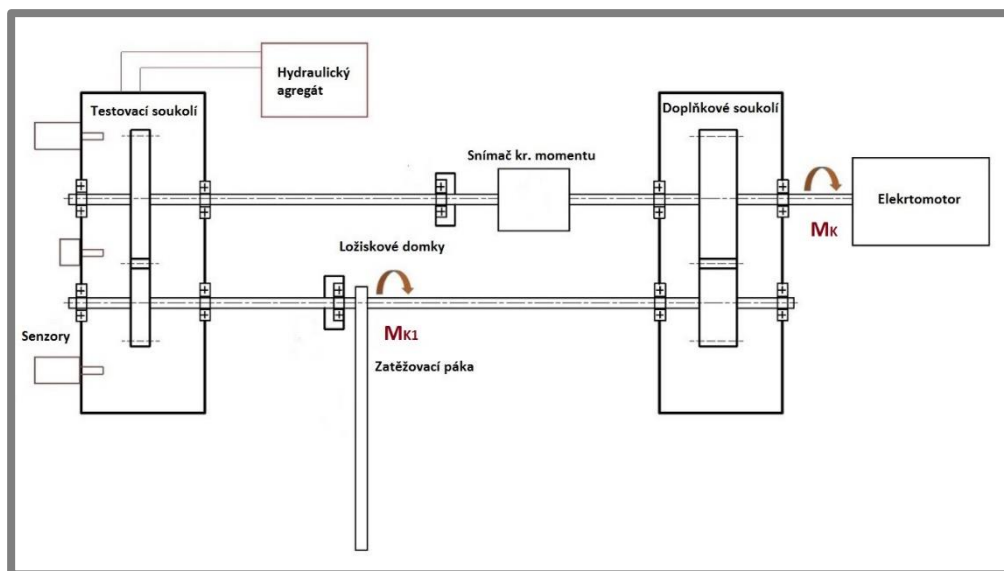 Hydraulický
agregát
Testovací soukolí
Doplňkové soukolí
Snímač kr. momentu
Elekrtomotor
MK
Ložiskové domky
MK1
Senzory
Zatěžovací páka